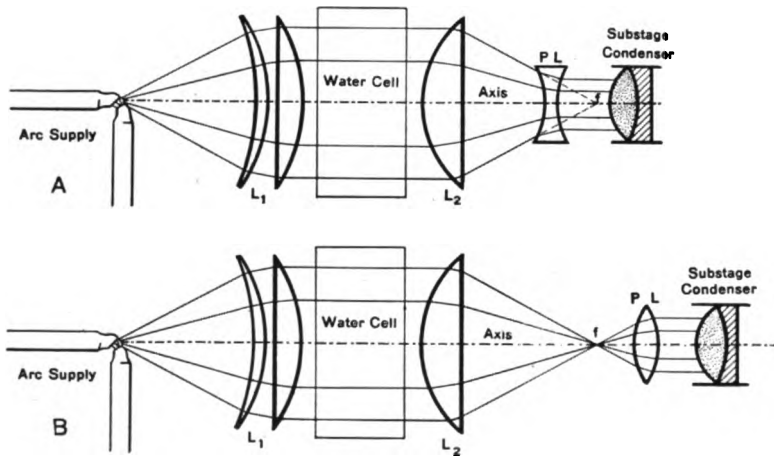 Substage
Condenser
P L
Water Cell
Axis
f
Arc Supply
A
L1
L2
Substage
Condenser
P L
f
Water Cell
Axis
Arc Supply
B
L1
L2